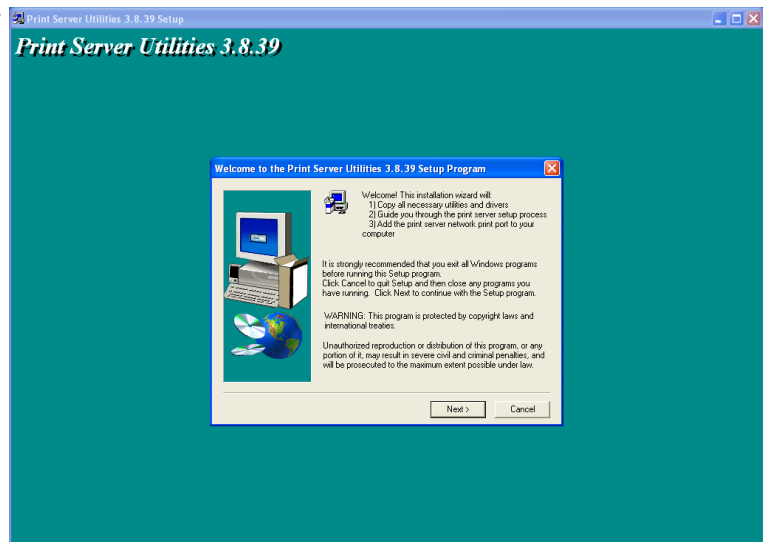 Print Server Utilities 3.8.39 Setup
Print Server Utilities 3.8.39
Welcome to the Print Server Utilities 3.8.39 Setup Program
Welcome! This installation wizard will:
1) Copy all necessary utilities and drivers
2) Guide you through the print server setup process
3) Add the print server network print port to your
computer
It is strongly recommended that you exit all Windows programs
before running this Setup program.
Click Cancel to quit Setup and then close any programs you
have running. Click Next to continue with the Setup program.
WARNING: This program is protected by copyright laws and
international treaties.
Unauthorized reproduction or distribution of this program, or any
portion of it, may result in severe civil and criminal penalties, and
will be prosecuted to the maximum extent possible under law.
Next >
Cancel